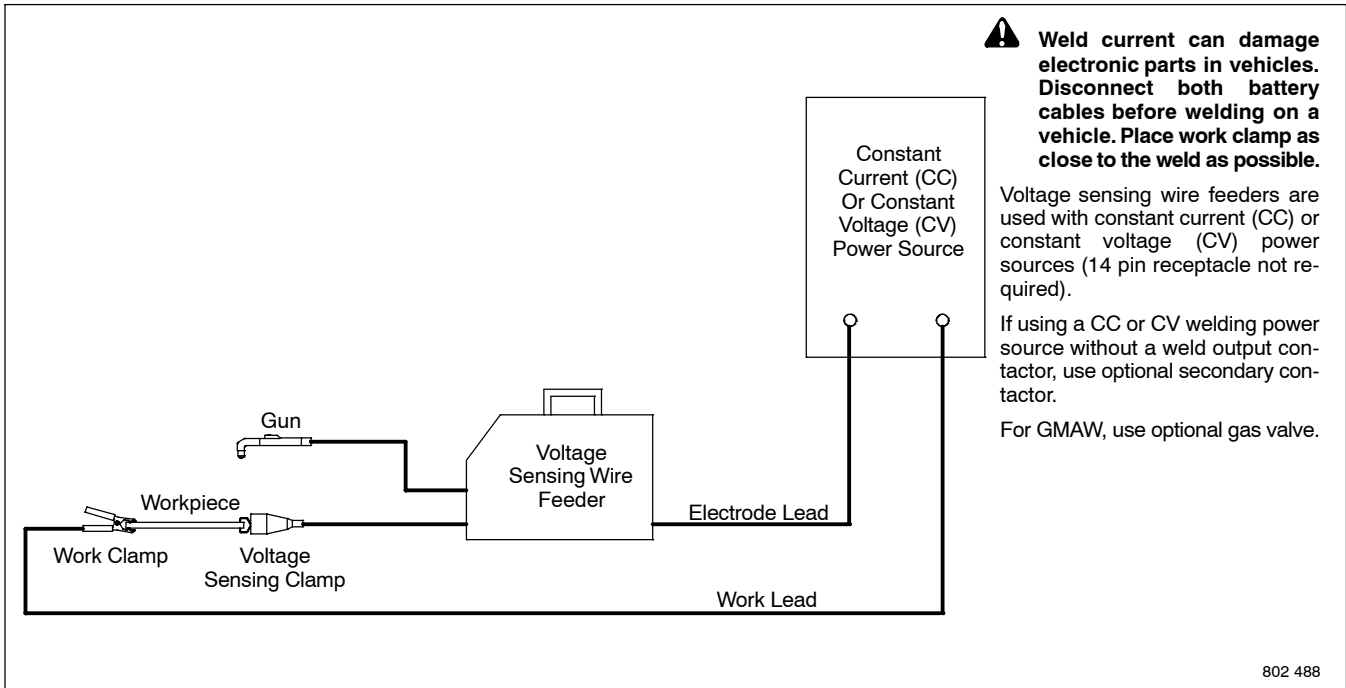 Weld current can damage
electronic parts in vehicles.
Disconnect both battery
cables before welding on a
vehicle. Place work clamp as
close to the weld as possible.
Voltage sensing wire feeders are
used with constant current (CC) or
constant voltage (CV) power
sources (14 pin receptacle not re-
quired).
If using a CC or CV welding power
source without a weld output con-
tactor, use optional secondary con-
tactor.
For GMAW, use optional gas valve.
Constant
Current (CC)
Or Constant
Voltage (CV)
Power Source
Gun
Voltage
Sensing Wire
Feeder
Workpiece
Electrode Lead
Work Clamp
Voltage
Sensing Clamp
Work Lead
802 488